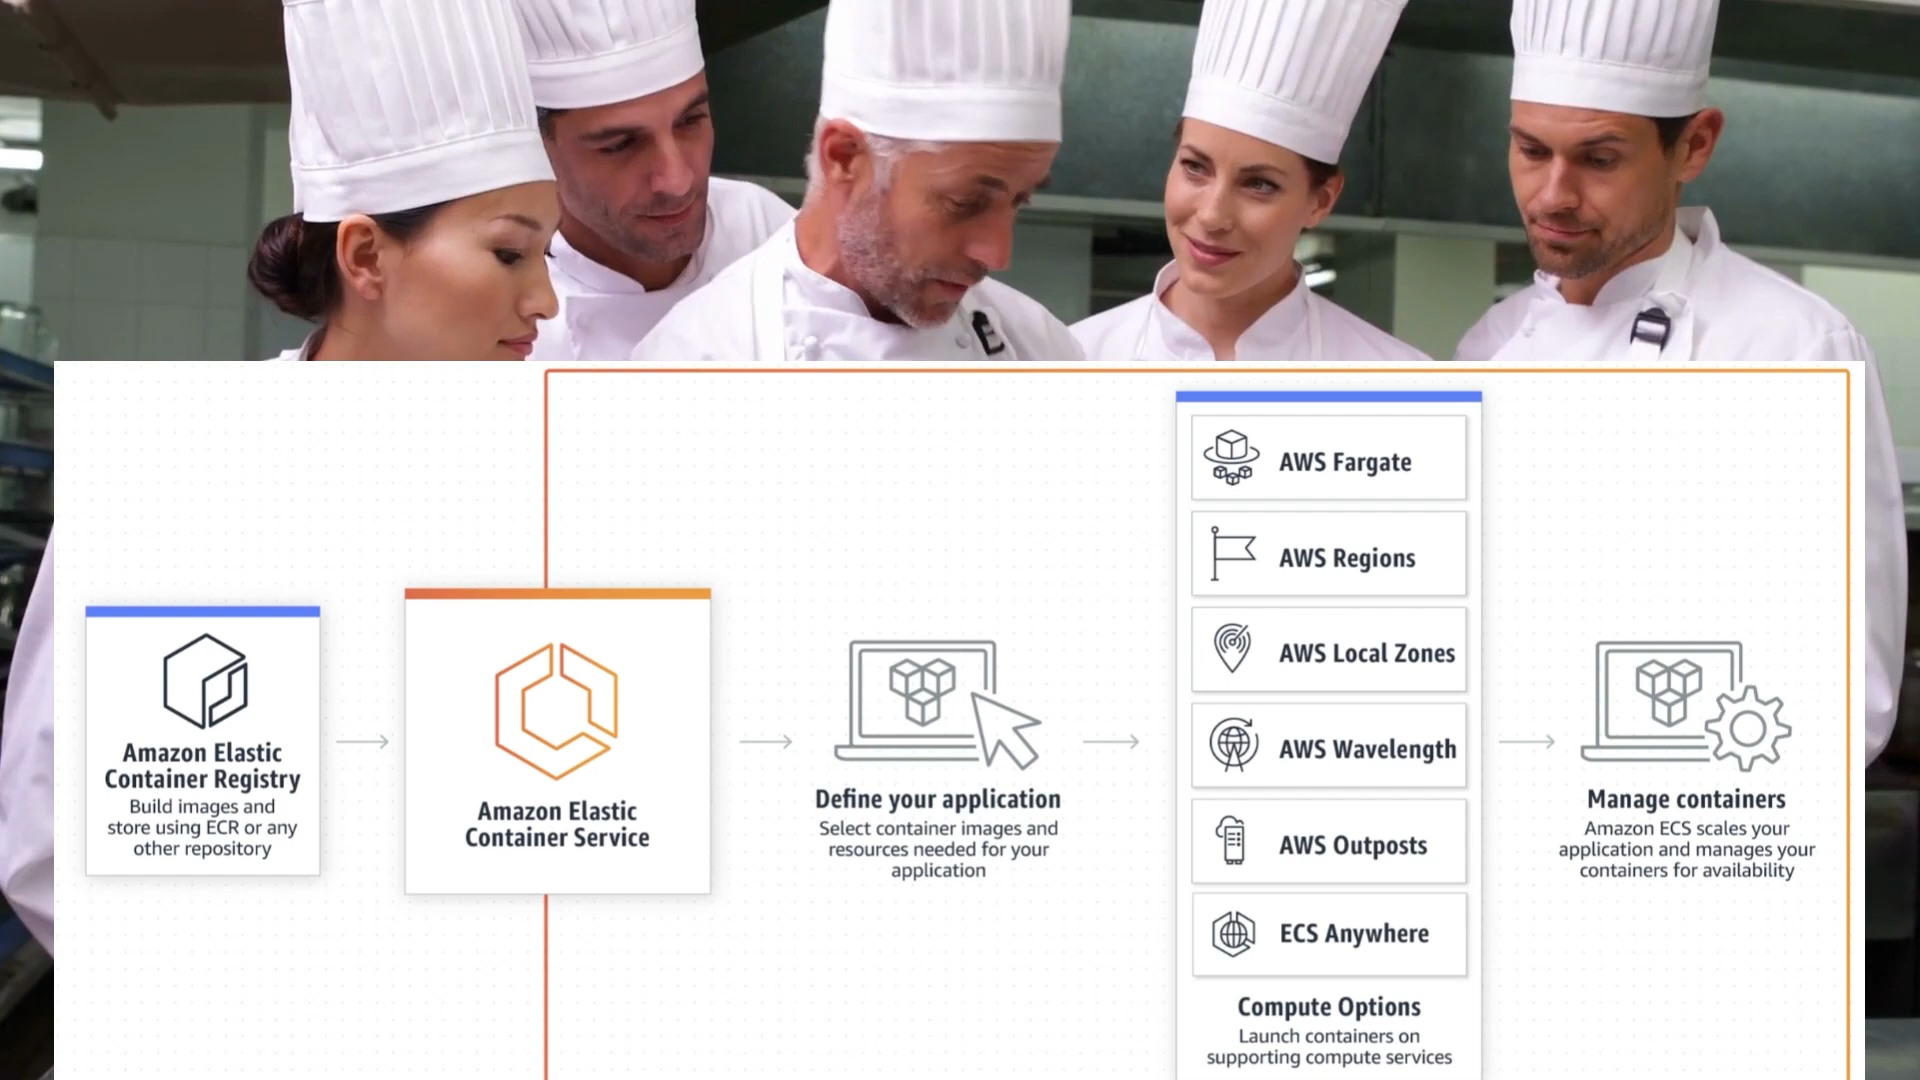 Amazon Elastic
Container Registry
Build images and
store using ECR or any
other repository
Amazon Elastic
Container Service
Define your application
Select container images and
resources needed for your
application
AWS Fargate
AWS Regions
AWS Local Zones
AWS Wavelength
AWS Outposts
ECS Anywhere
Compute Options
Launch containers on
supporting compute services
Manage containers
Amazon ECS scales your
application and manages your
containers for availability